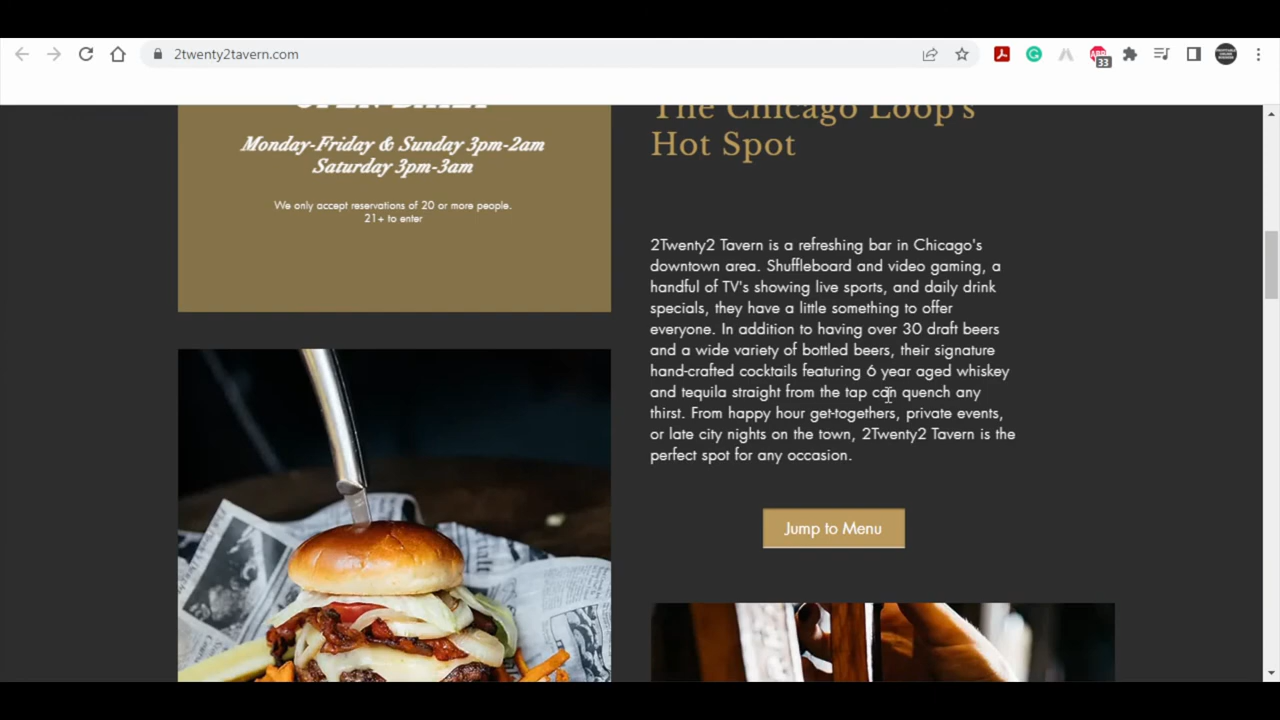 2twenty2tavern.com
33
Monday-Friday & Sunday 3pm-2am
Saturday 3pm-3am
We only accept reservations of 20 or more people.
21+ to enter
The Chicago Loop's
Hot Spot
2Twenty2 Tavern is a refreshing bar in Chicago's
downtown area. Shuffleboard and video gaming, a
handful of TV's showing live sports, and daily drink
specials, they have a little something to offer
everyone. In addition to having over 30 draft beers
and a wide variety of bottled beers, their signature
hand-crafted cocktails featuring 6 year aged whiskey
and tequila straight from the tap can quench any
thirst. From happy hour get-togethers, private events,
or late city nights on the town, 2Twenty2 Tavern is the
perfect spot for any occasion.
Jump to Menu